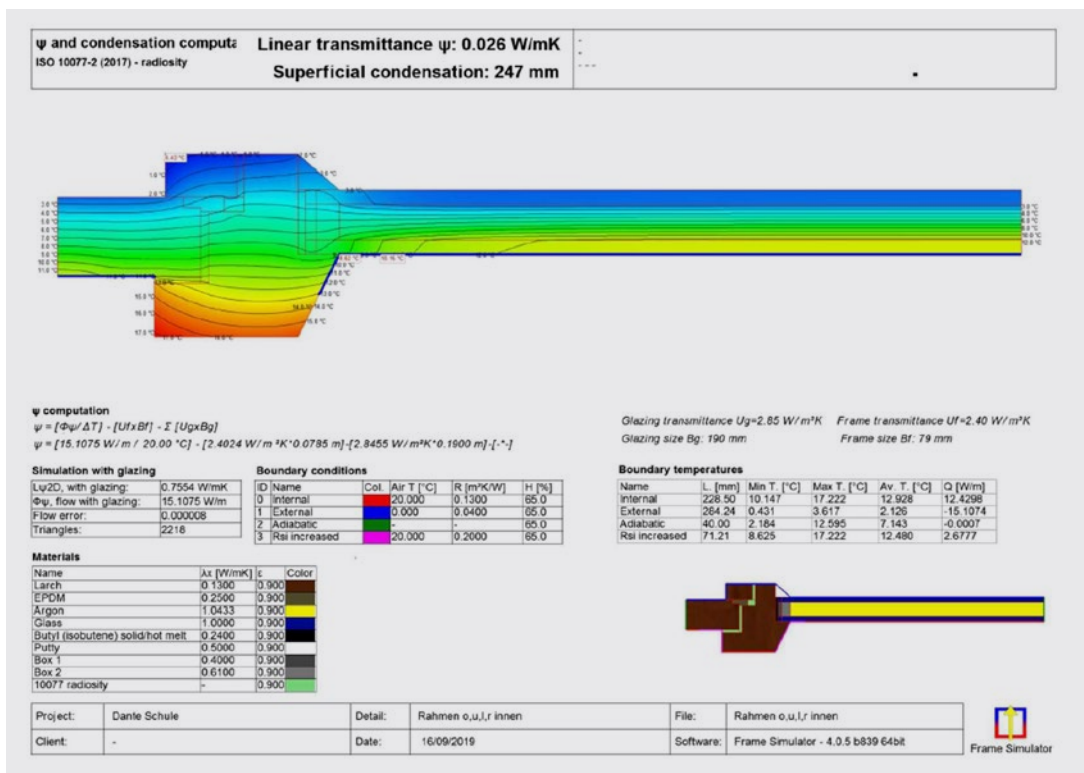 ψ and condensation computa
ISO 10077-2 (2017) - radiosity
Linear transmittance ψ: 0.026 W/mK
Superficial condensation: 247 mm
ψ computation
ψ = [Φψ/ΔT] - [UfxBf] - Σ [UgxBg]
ψ = [15.1075 W/m / 20.00 °C] - [2.4024 W/m²K*0.0785 m]-[2.8455 W/m²K*0.1900 m]-[-*-]
Glazing transmittance Ug=2.85 W/m²K Frame transmittance Uf=2.40 W/m²K
Glazing size Bg: 190 mm Frame size Bf: 79 mm
Simulation with glazing
Lψ2D, with glazing: 0.7554 W/mK
Φψ, flow with glazing: 15.1075 W/m
Flow error: 0.000008
Triangles: 2218
Boundary conditions
ID Name Col. Air T [°C] R [m²K/W] H [%]
0 Internal 20.000 0.1300 65.0
1 External 0.000 0.0400 65.0
2 Adiabatic - - 65.0
3 Rsi increased 20.000 0.2000 65.0
Boundary temperatures
Name L. [mm] Min T. [°C] Max T. [°C] Av. T. [°C] Q [W/m]
Internal 228.50 10.147 17.222 12.928 12.4298
External 284.24 0.431 3.617 2.126 -15.1074
Adiabatic 40.00 2.184 12.595 7.143 -0.0007
Rsi increased 71.21 8.625 17.222 12.480 2.6777
Materials
Name λx [W/mK] ε Color
Larch 0.1300 0.900
EPDM 0.2500 0.900
Argon 1.0433 0.900
Glass 1.0000 0.900
Butyl (isobutene) solid/hot melt 0.2400 0.900
Putty 0.5000 0.900
Box 1 0.4000 0.900
Box 2 0.6100 0.900
10077 radiosity - 0.900
Project: Dante Schule Detail: Rahmen o,u,l,r innen File: Rahmen o,u,l,r innen
Client: - Date: 16/09/2019 Software: Frame Simulator - 4.0.5 b839 64bit
Frame Simulator